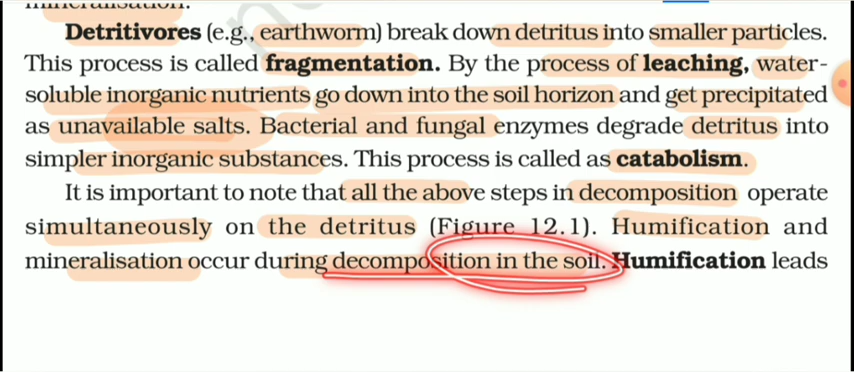 mineralisation.
Detritivores (e.g., earthworm) break down detritus into smaller particles.
This process is called fragmentation. By the process of leaching, water-
soluble inorganic nutrients go down into the soil horizon and get precipitated
as unavailable salts. Bacterial and fungal enzymes degrade detritus into
simpler inorganic substances. This process is called as catabolism.
It is important to note that all the above steps in decomposition operate
simultaneously on the detritus (Figure 12.1). Humification and
mineralisation occur during decomposition in the soil. Humification leads